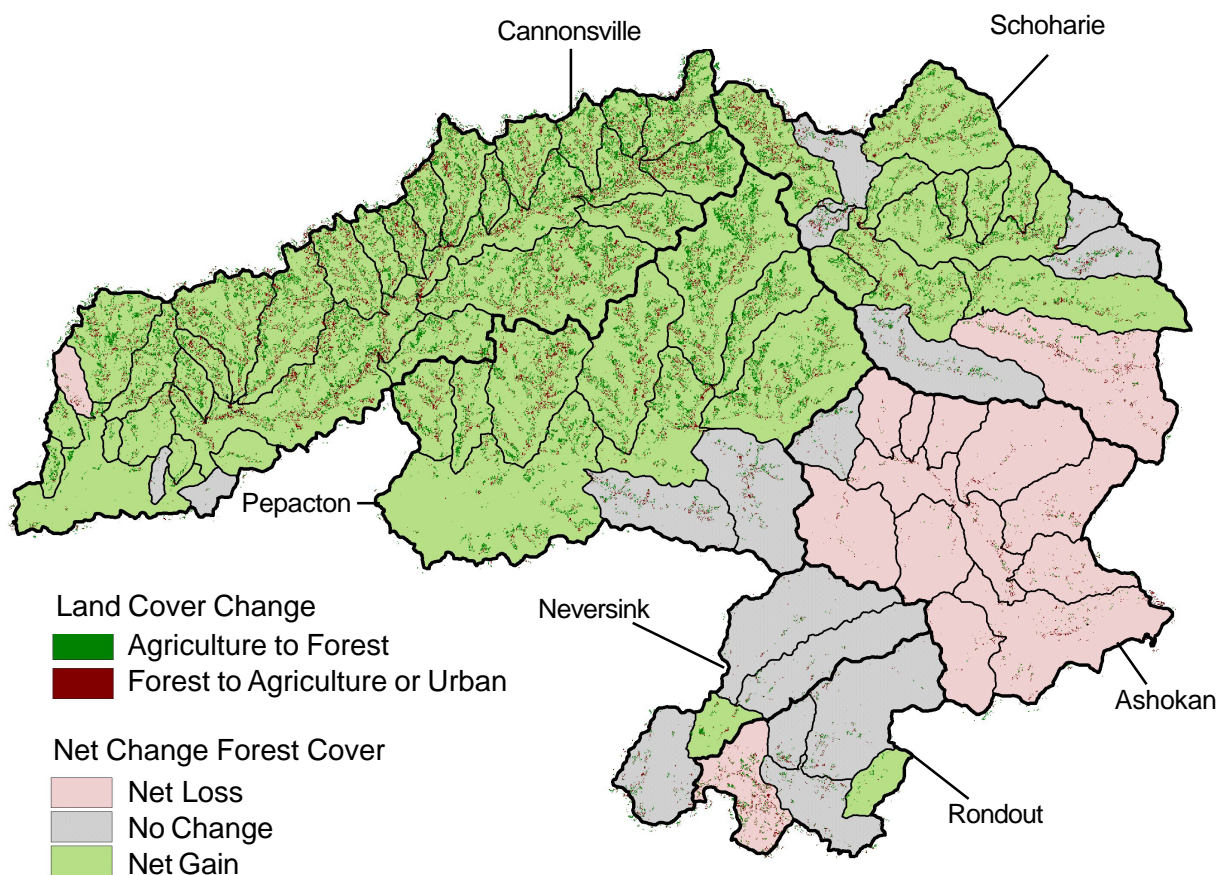 Cannonsville
Schoharie
Pepacton
Neversink
Ashokan
Rondout
Land Cover Change
Agriculture to Forest
Forest to Agriculture or Urban
Net Change Forest Cover
Net Loss
No Change
Net Gain